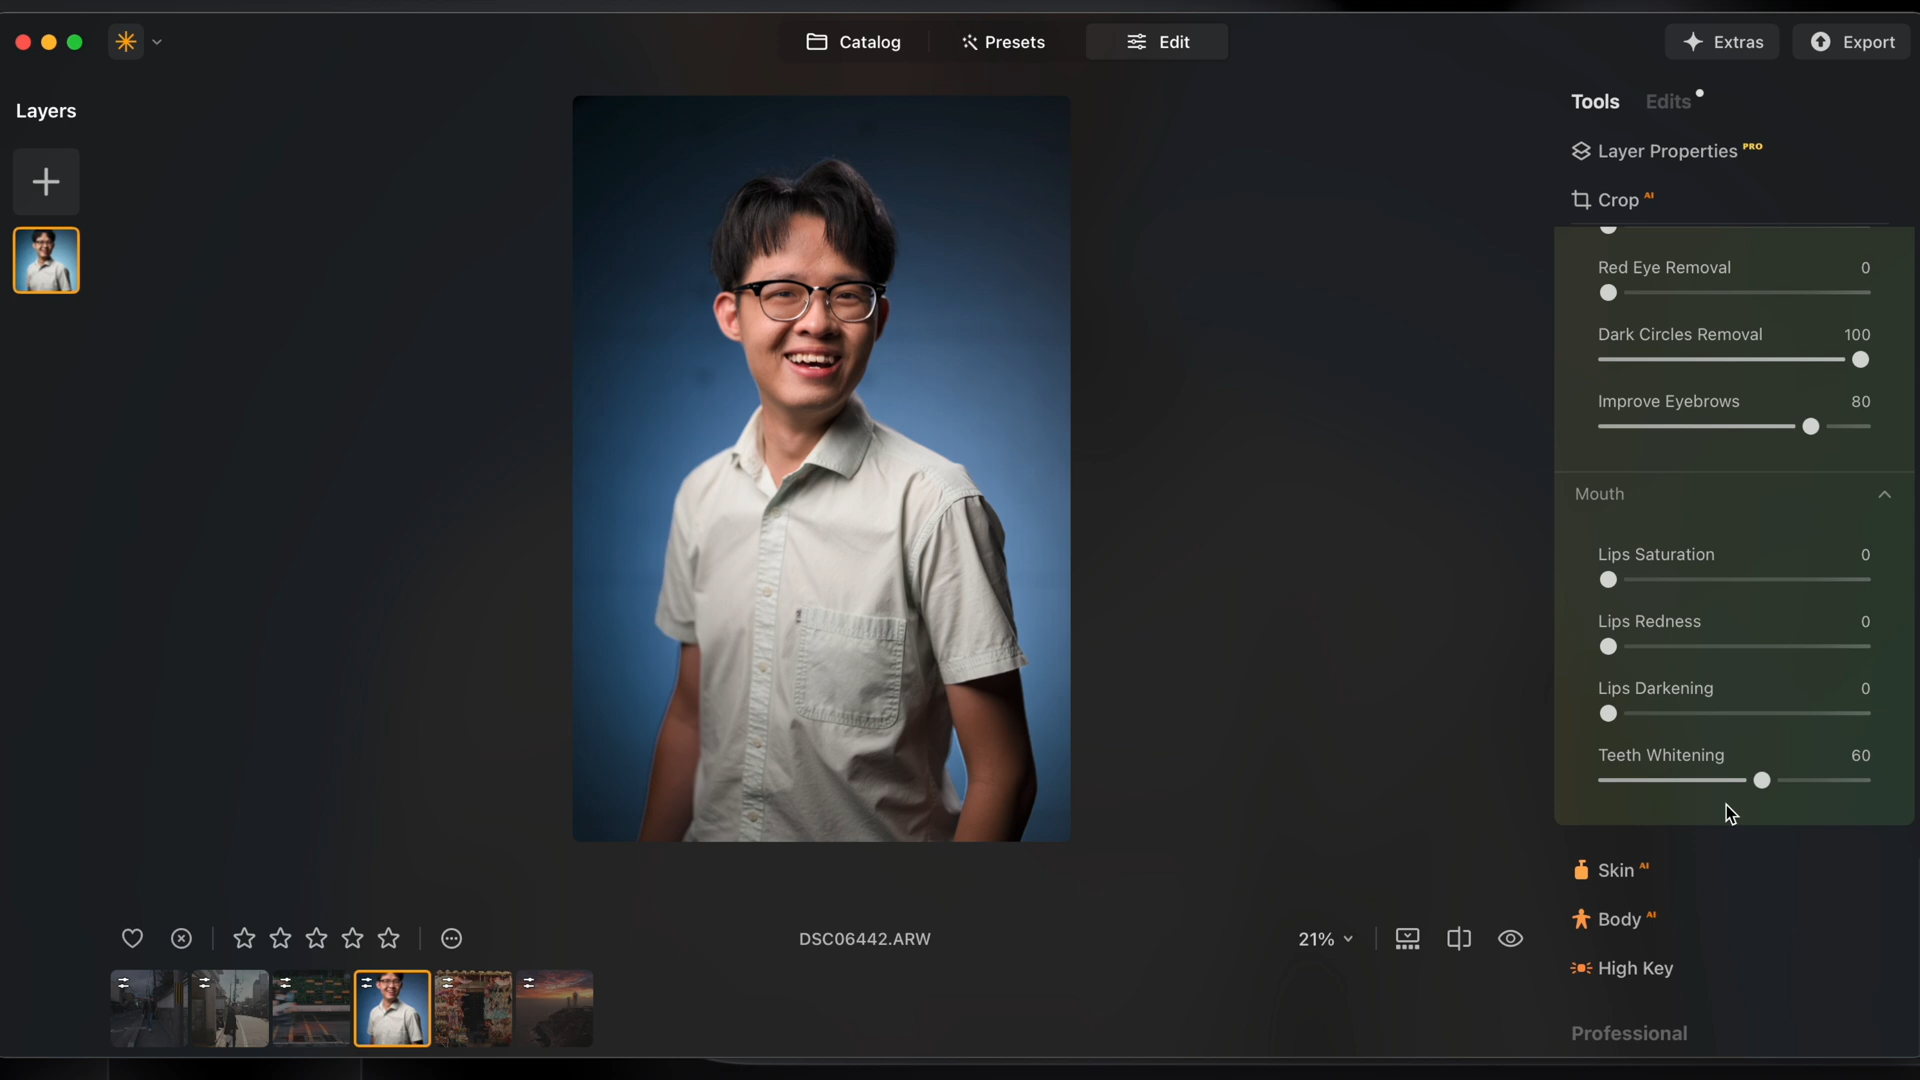 Catalog
Presets
Edit
Extras
Export
Layers
Tools
Edits
Layer Properties PRO
Crop AI
Red Eye Removal 0
Dark Circles Removal 100
Improve Eyebrows 80
Mouth
Lips Saturation 0
Lips Redness 0
Lips Darkening 0
Teeth Whitening 60
Skin AI
Body AI
High Key
Professional
DSC06442.ARW
21%